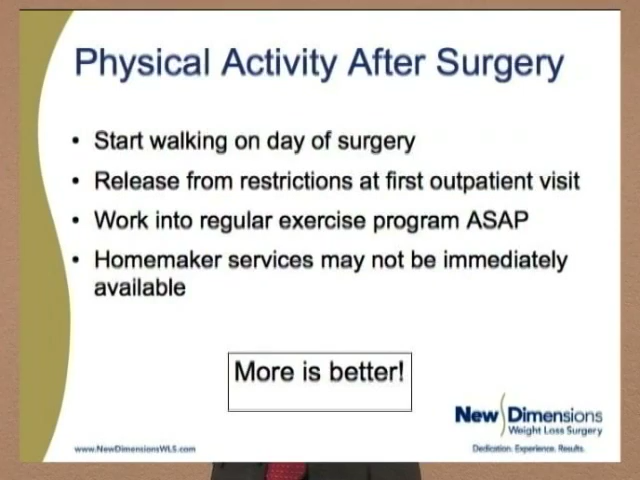 Physical Activity After Surgery
• Start walking on day of surgery
• Release from restrictions at first outpatient visit
• Work into regular exercise program ASAP
• Homemaker services may not be immediately
available
More is better!
New Dimensions
Weight Loss Surgery
www.NewDimensionsWLS.com
Dedication. Experience. Results.